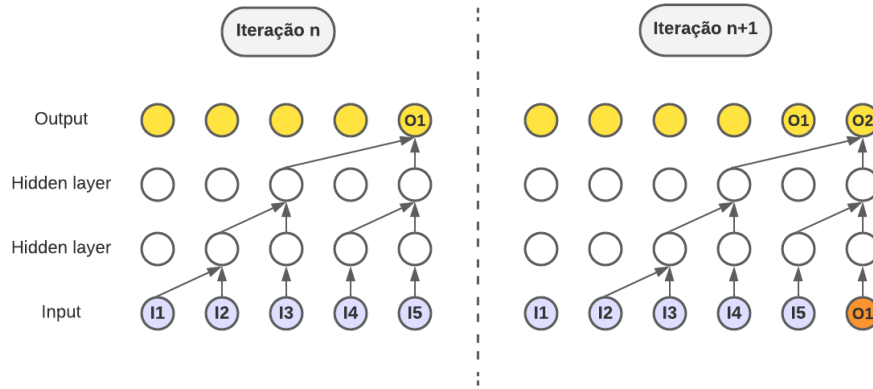 Iteração n
Iteração n+1
Output
O1
O1
O2
Hidden layer
Hidden layer
Input
I1
I2
I3
I4
I5
I1
I2
I3
I4
I5
O1